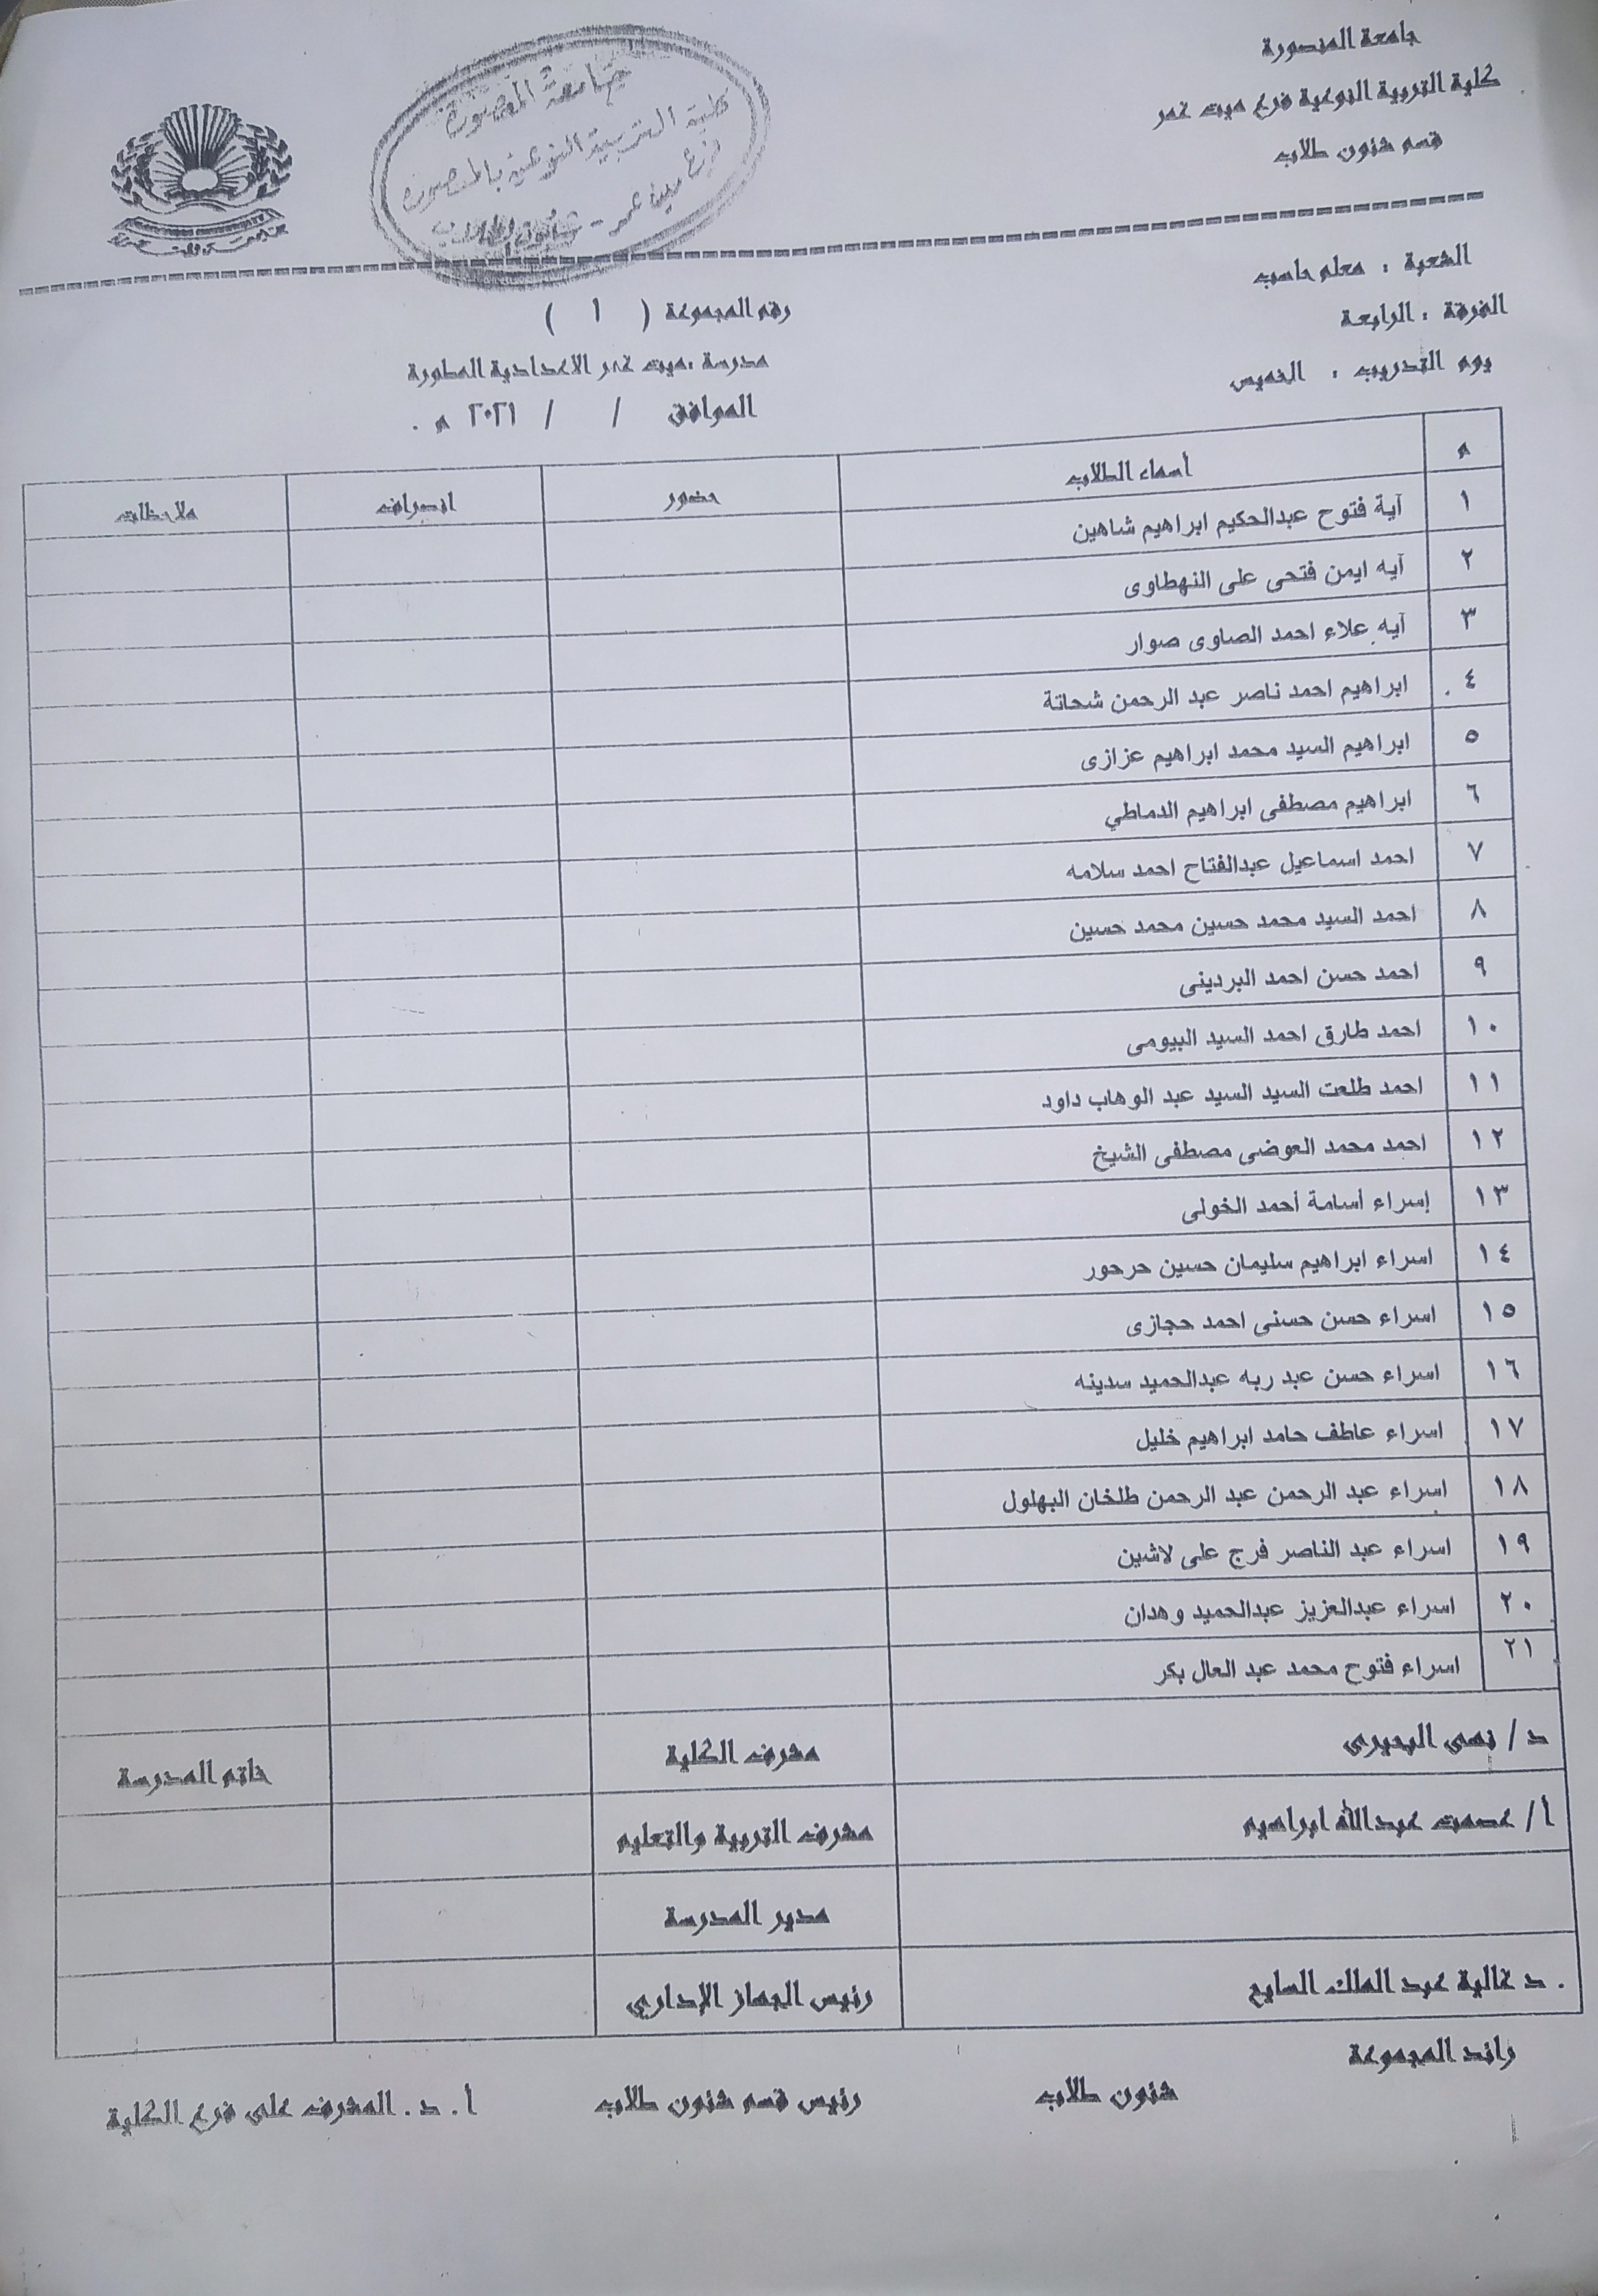 جامعة المنصورة
كلية التربية النوعية فرع ميت غمر
قسم شئون طلاب
جامعة المنصورة
كلية التربية النوعية بالمنصورة
فرع ميت غمر - شئون الطلاب
الشعبة : معلم حاسب
رقم المجموعة ( ١ )
الفرقة : الرابعة
مدرسة :ميت غمر الاعدادية المطورة
يوم التدريب : الخميس
الموافق / / ٢٠٢١ م .
م أسماء الطلاب حضور انصراف ملاحظات
١ آية فتوح عبدالحكيم ابراهيم شاهين
٢ آيه ايمن فتحى على النهطاوى
٣ آيه علاء احمد الصاوى صوار
٤ ابراهيم احمد ناصر عبد الرحمن شحاتة
٥ ابراهيم السيد محمد ابراهيم عزازى
٦ ابراهيم مصطفى ابراهيم الدماطي
٧ احمد اسماعيل عبدالفتاح احمد سلامه
٨ احمد السيد محمد حسين محمد حسين
٩ احمد حسن احمد البردينى
١٠ احمد طارق احمد السيد البيومى
١١ احمد طلعت السيد السيد عبد الوهاب داود
١٢ احمد محمد العوضى مصطفى الشيخ
١٣ إسراء أسامة أحمد الخولى
١٤ اسراء ابراهيم سليمان حسين حرحور
١٥ اسراء حسن حسنى احمد حجازى
١٦ اسراء حسن عبد ربه عبدالحميد سدينه
١٧ اسراء عاطف حامد ابراهيم خليل
١٨ اسراء عبد الرحمن عبد الرحمن طلخان البهلول
١٩ اسراء عبد الناصر فرج على لاشين
٢٠ اسراء عبدالعزيز عبدالحميد وهدان
٢١ اسراء فتوح محمد عبد العال بكر
د/ نهى البحيرى مشرف الكلية خاتم المدرسة
أ/ عصمت عبدالله ابراهيم مشرف التربية والتعليم
مدير المدرسة
. د غالية عبد الملك السايح رئيس الجهاز الإداري
رائد المجموعة
شئون طلاب رئيس قسم شئون طلاب أ. د. المشرف على فرع الكلية